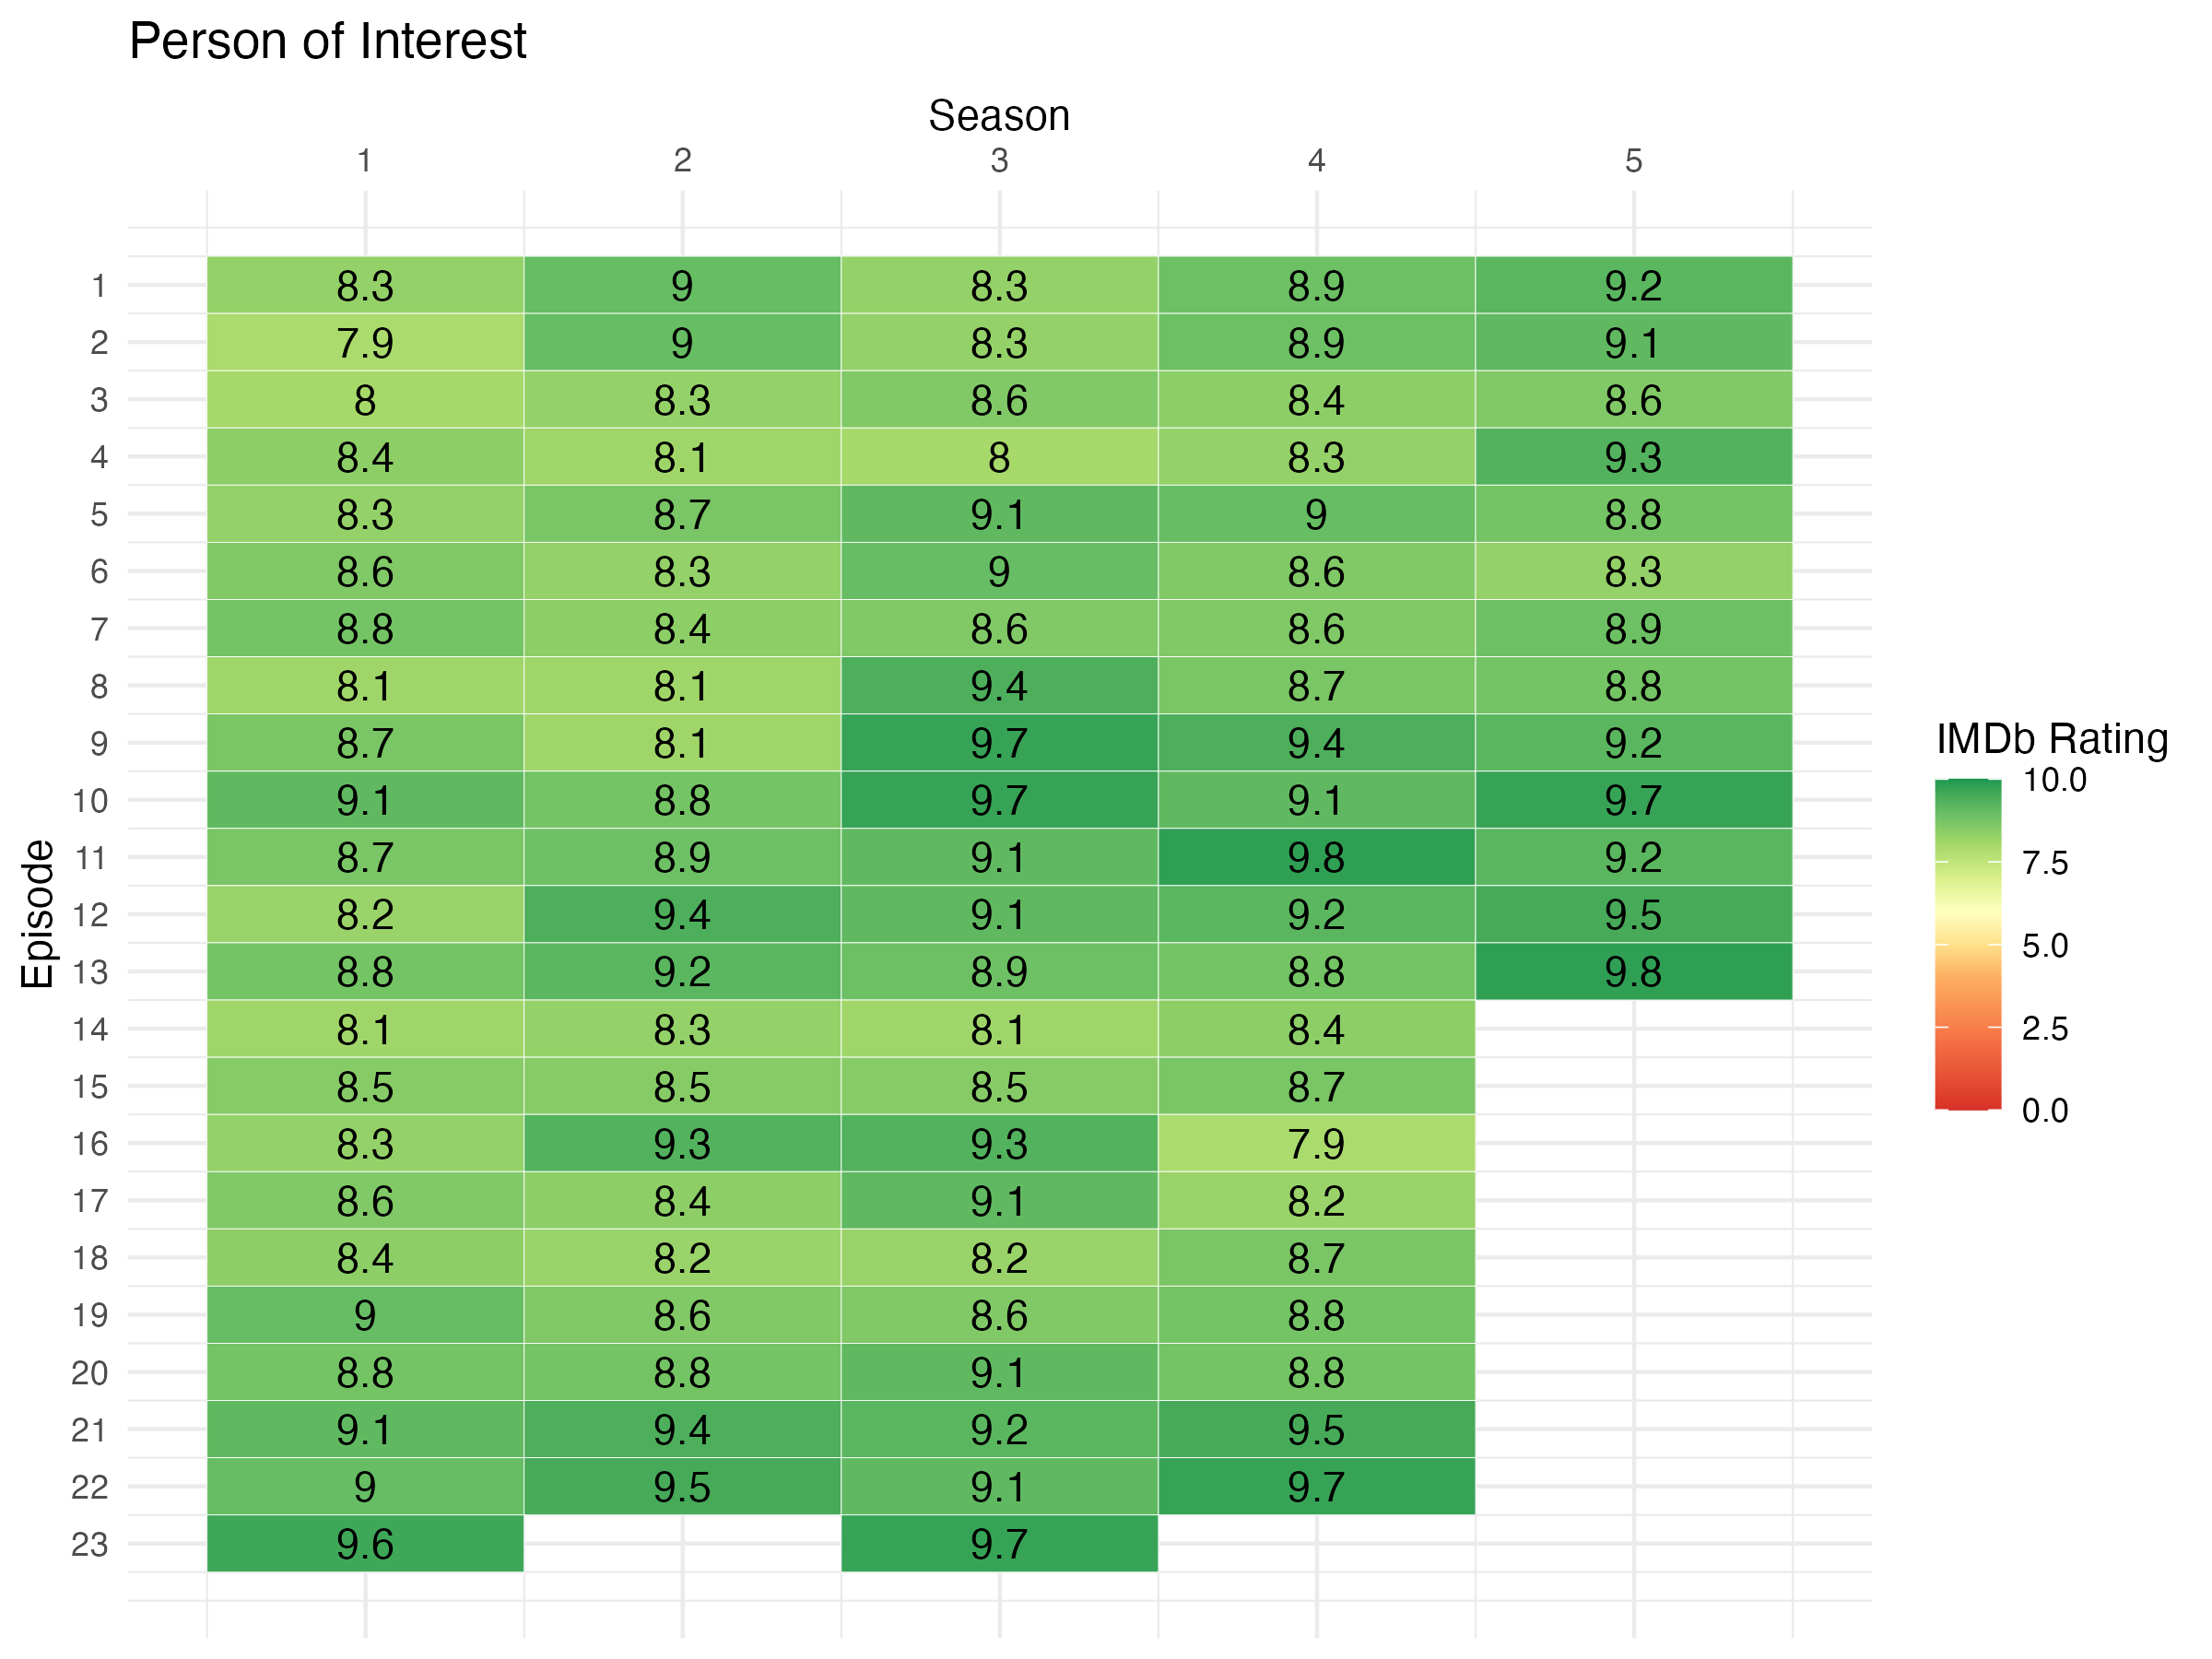 Person of Interest
Season
1 2 3 4 5
1 8.3 9 8.3 8.9 9.2
2 7.9 9 8.3 8.9 9.1
3 8 8.3 8.6 8.4 8.6
4 8.4 8.1 8 8.3 9.3
5 8.3 8.7 9.1 9 8.8
6 8.6 8.3 9 8.6 8.3
7 8.8 8.4 8.6 8.6 8.9
8 8.1 8.1 9.4 8.7 8.8
9 8.7 8.1 9.7 9.4 9.2
10 9.1 8.8 9.7 9.1 9.7
11 8.7 8.9 9.1 9.8 9.2
12 8.2 9.4 9.1 9.2 9.5
13 8.8 9.2 8.9 8.8 9.8
14 8.1 8.3 8.1 8.4
15 8.5 8.5 8.5 8.7
16 8.3 9.3 9.3 7.9
17 8.6 8.4 9.1 8.2
18 8.4 8.2 8.2 8.7
19 9 8.6 8.6 8.8
20 8.8 8.8 9.1 8.8
21 9.1 9.4 9.2 9.5
22 9 9.5 9.1 9.7
23 9.6 9.7
Episode
IMDb Rating
10.0
7.5
5.0
2.5
0.0